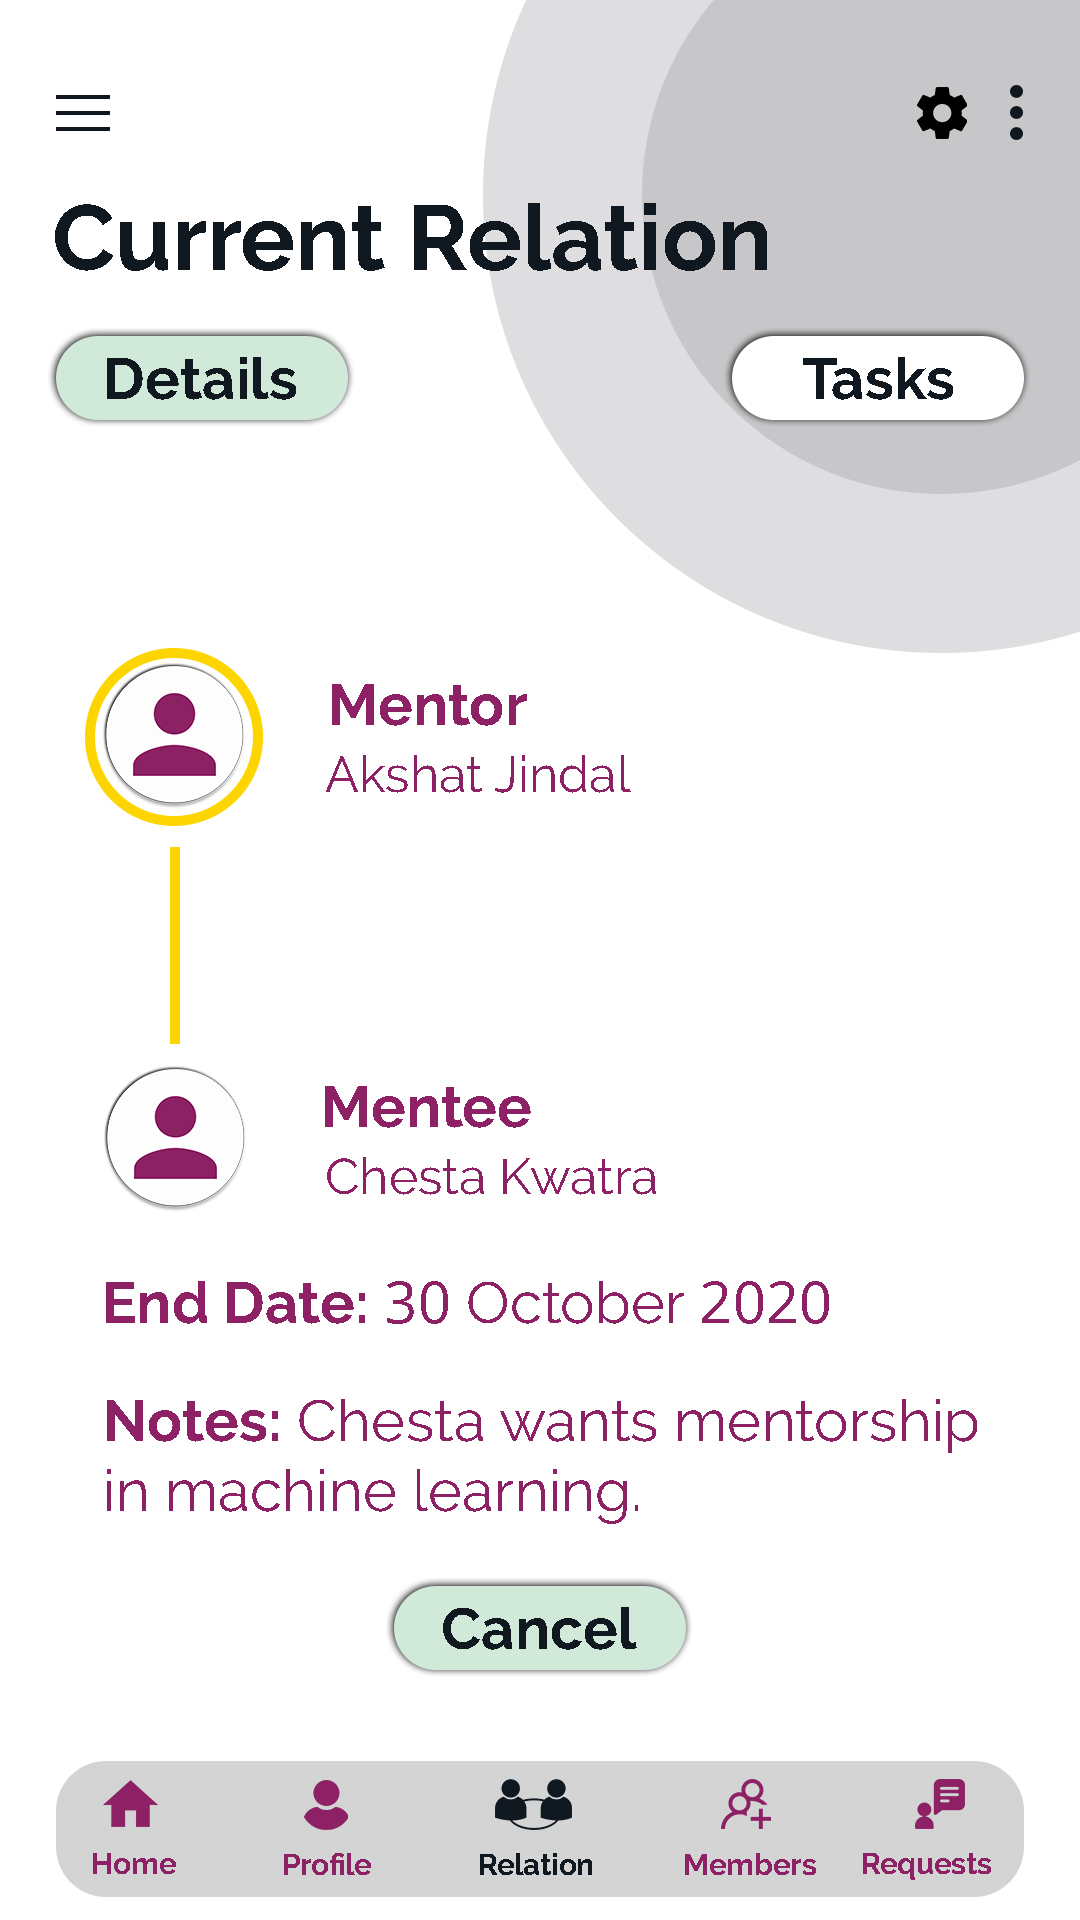 Current Relation
Details
Tasks
Mentor
Akshat Jindal
Mentee
Chesta Kwatra
End Date: 30 October 2020
Notes: Chesta wants mentorship
in machine learning.
Cancel
Home
Profile
Relation
Members
Requests